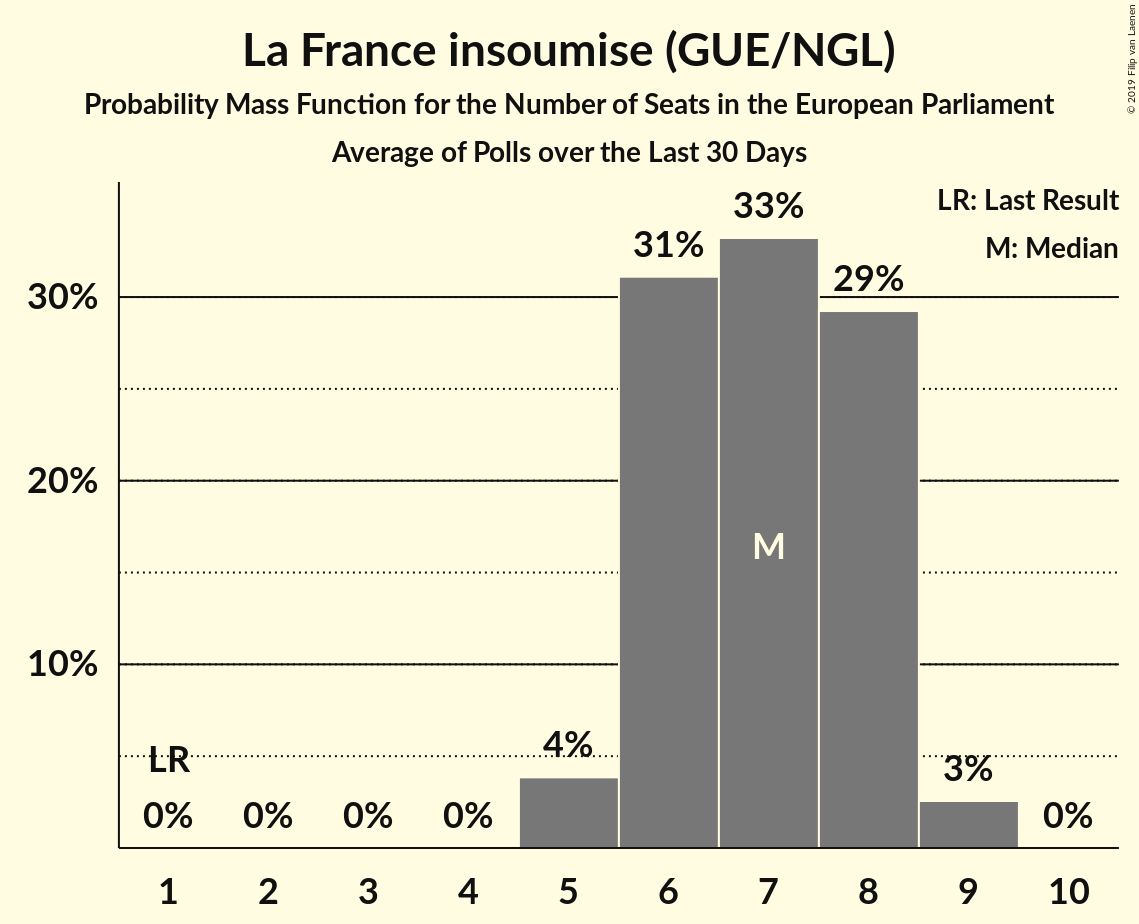 La France insoumise (GUE/NGL)
Probability Mass Function for the Number of Seats in the European Parliament
Average of Polls over the Last 30 Days
© 2019 Filip van Laenen
LR: Last Result
M: Median
33%
31%
29%
30%
20%
M
10%
4%
LR
3%
0% 0% 0% 0% 0%
1 2 3 4 5 6 7 8 9 10